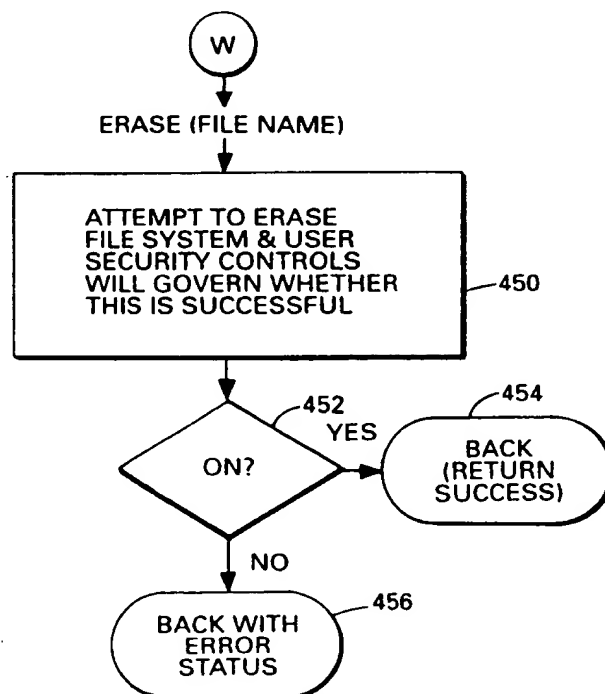 W
ERASE (FILE NAME)
ATTEMPT TO ERASE
FILE SYSTEM & USER
SECURITY CONTROLS
WILL GOVERN WHETHER
THIS IS SUCCESSFUL
450
452
ON?
YES
454
BACK
(RETURN
SUCCESS)
NO
456
BACK WITH
ERROR
STATUS